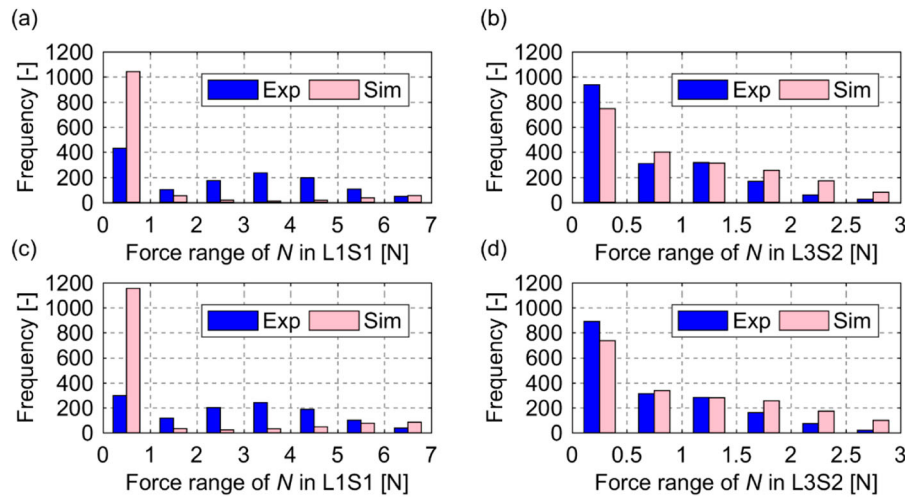 (a)
1200
1000
800
600
400
200
0
Frequency [-]
Exp Sim
0 1 2 3 4 5 6 7
Force range of N in L1S1 [N]
(b)
1200
1000
800
600
400
200
0
Frequency [-]
Exp Sim
0 0.5 1 1.5 2 2.5 3
Force range of N in L3S2 [N]
(c)
1200
1000
800
600
400
200
0
Frequency [-]
Exp Sim
0 1 2 3 4 5 6 7
Force range of N in L1S1 [N]
(d)
1200
1000
800
600
400
200
0
Frequency [-]
Exp Sim
0 0.5 1 1.5 2 2.5 3
Force range of N in L3S2 [N]